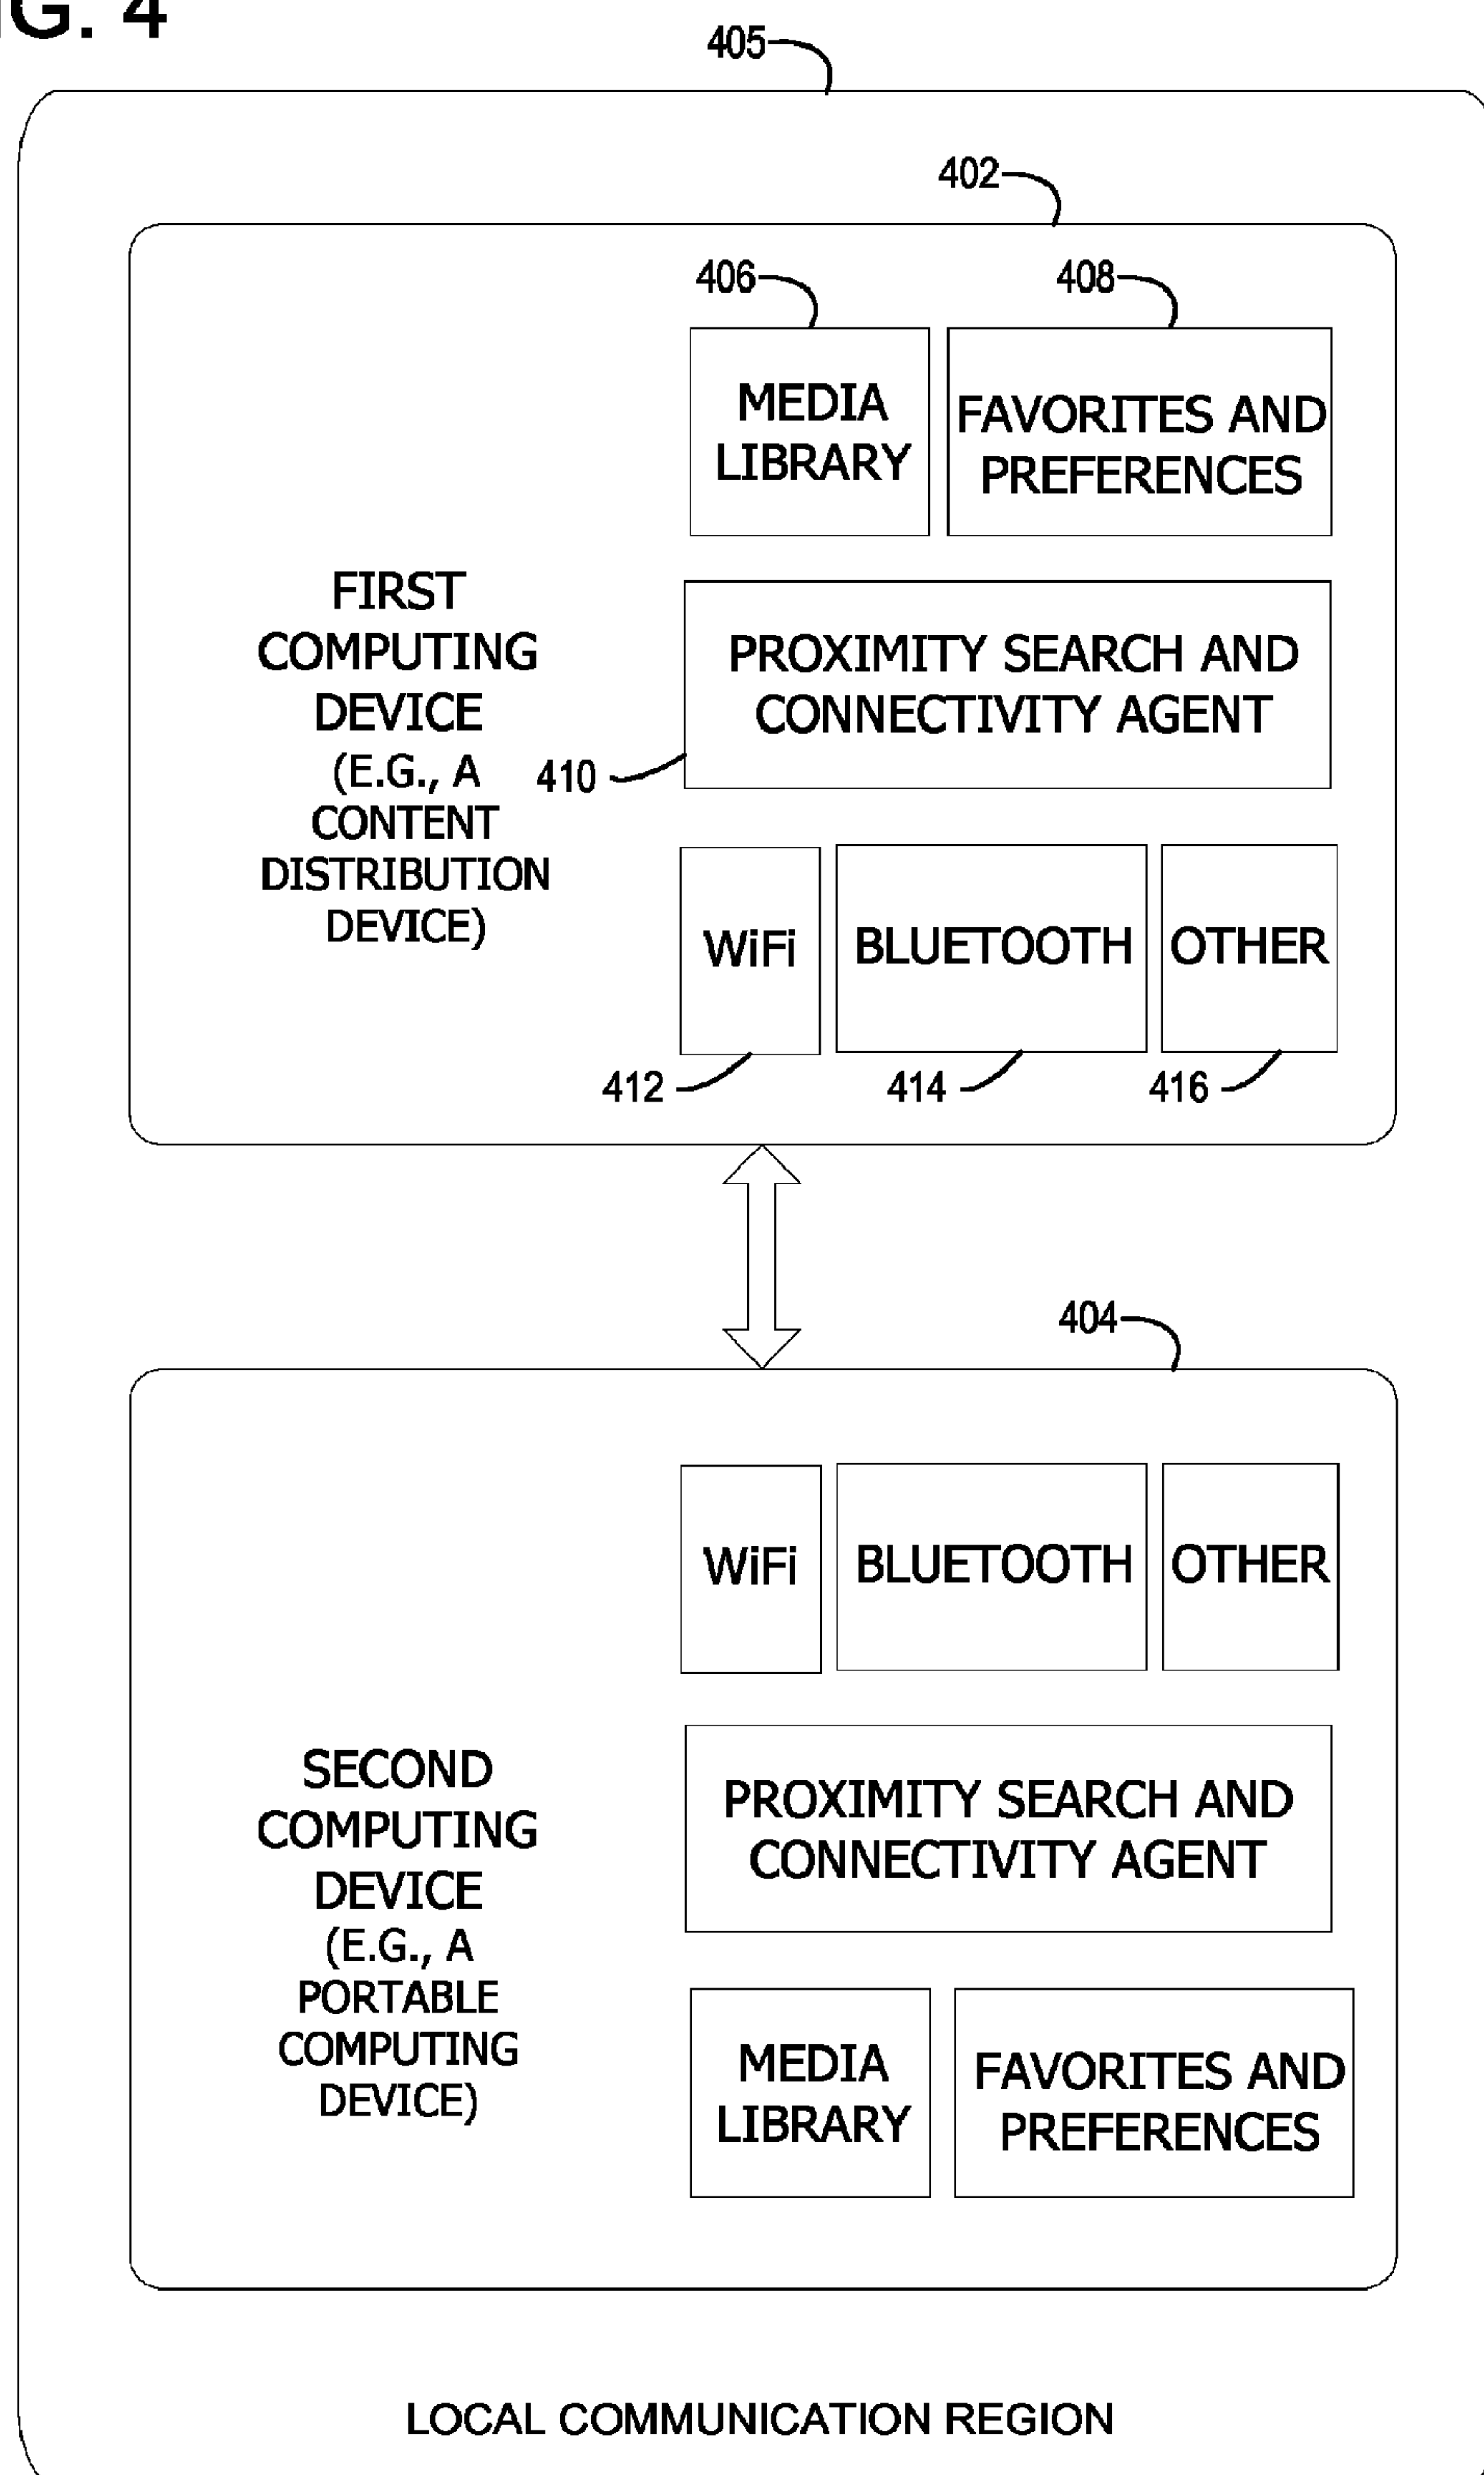 G. 4
405
402
406
408
MEDIA
LIBRARY
FAVORITES AND
PREFERENCES
FIRST
COMPUTING
DEVICE
(E.G., A
CONTENT
DISTRIBUTION
DEVICE)
PROXIMITY SEARCH AND
CONNECTIVITY AGENT
410
WiFi
BLUETOOTH
OTHER
412
414
416
404
WiFi
BLUETOOTH
OTHER
SECOND
COMPUTING
DEVICE
(E.G., A
PORTABLE
COMPUTING
DEVICE)
PROXIMITY SEARCH AND
CONNECTIVITY AGENT
MEDIA
LIBRARY
FAVORITES AND
PREFERENCES
LOCAL COMMUNICATION REGION